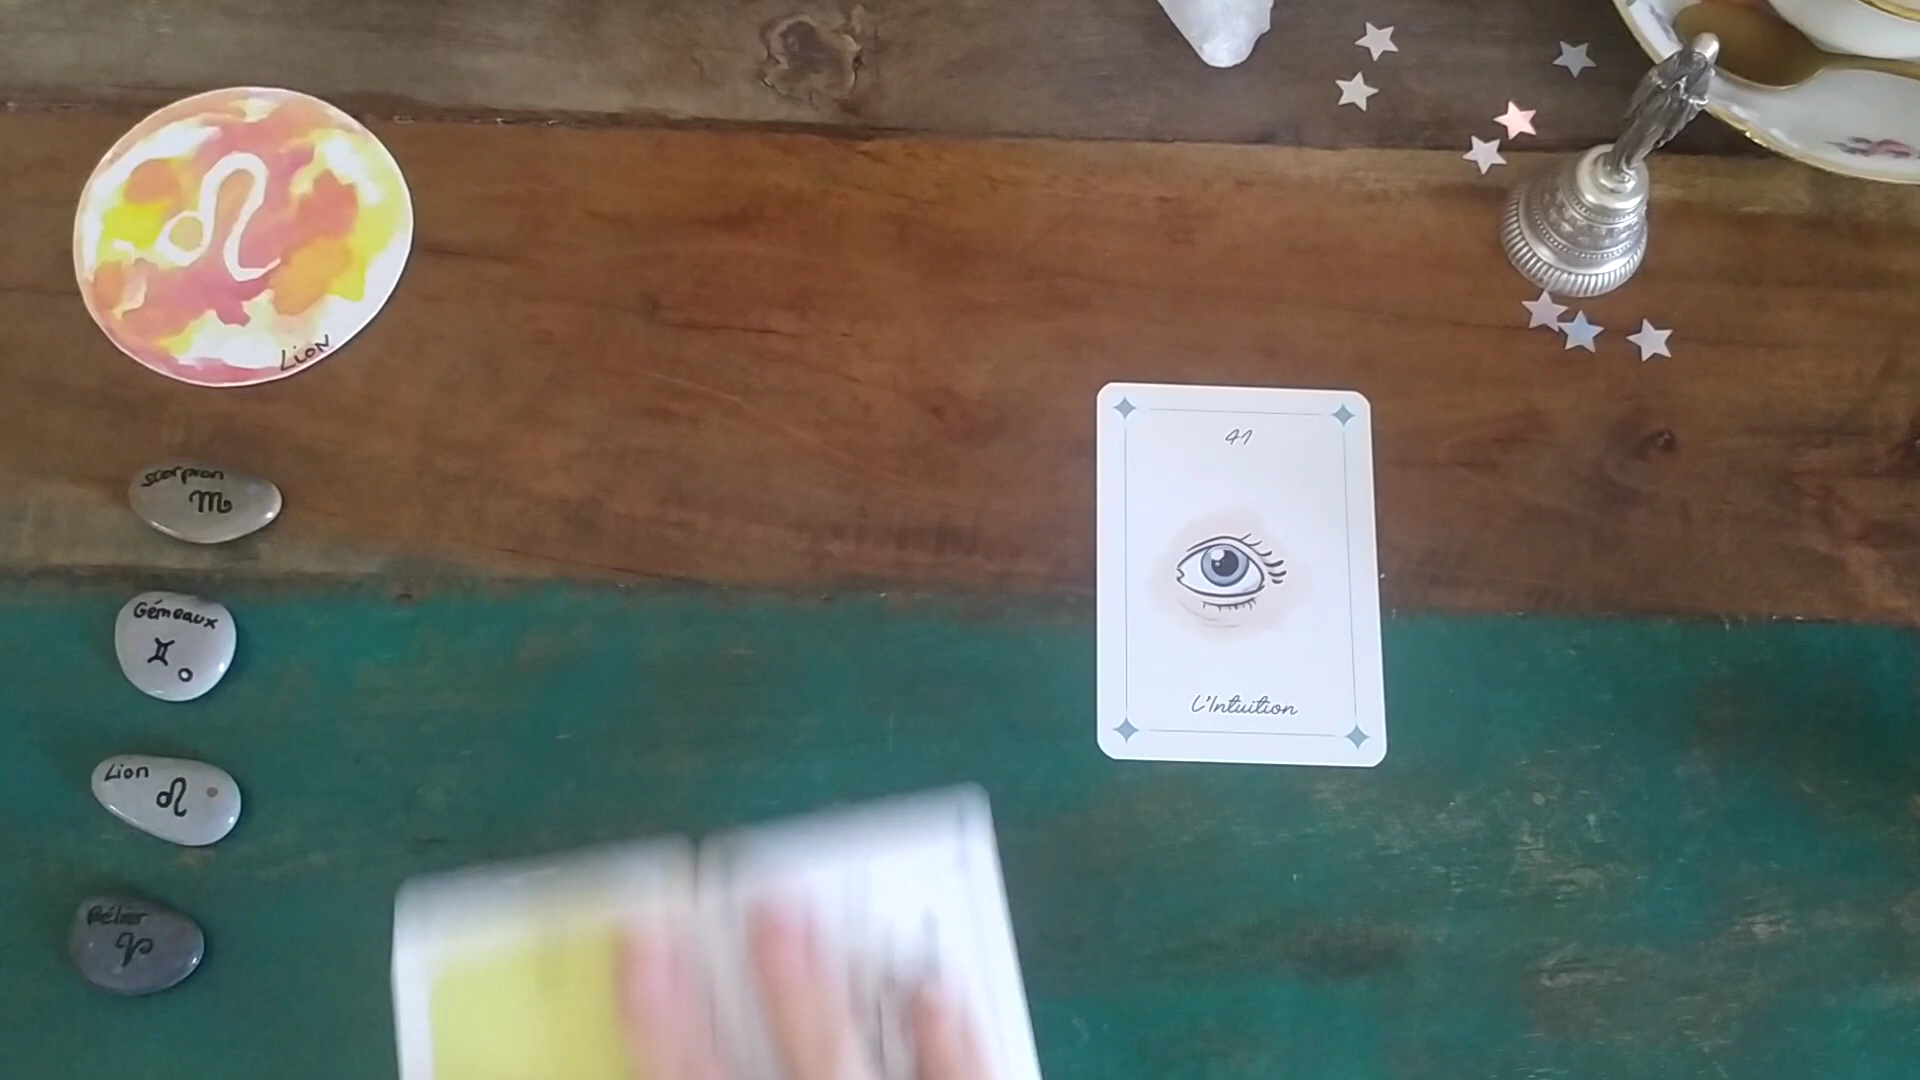 LioN
scorpion
♏
Gémeaux
♊
Lion
♌
Bélier
♈
41
L'Intuition